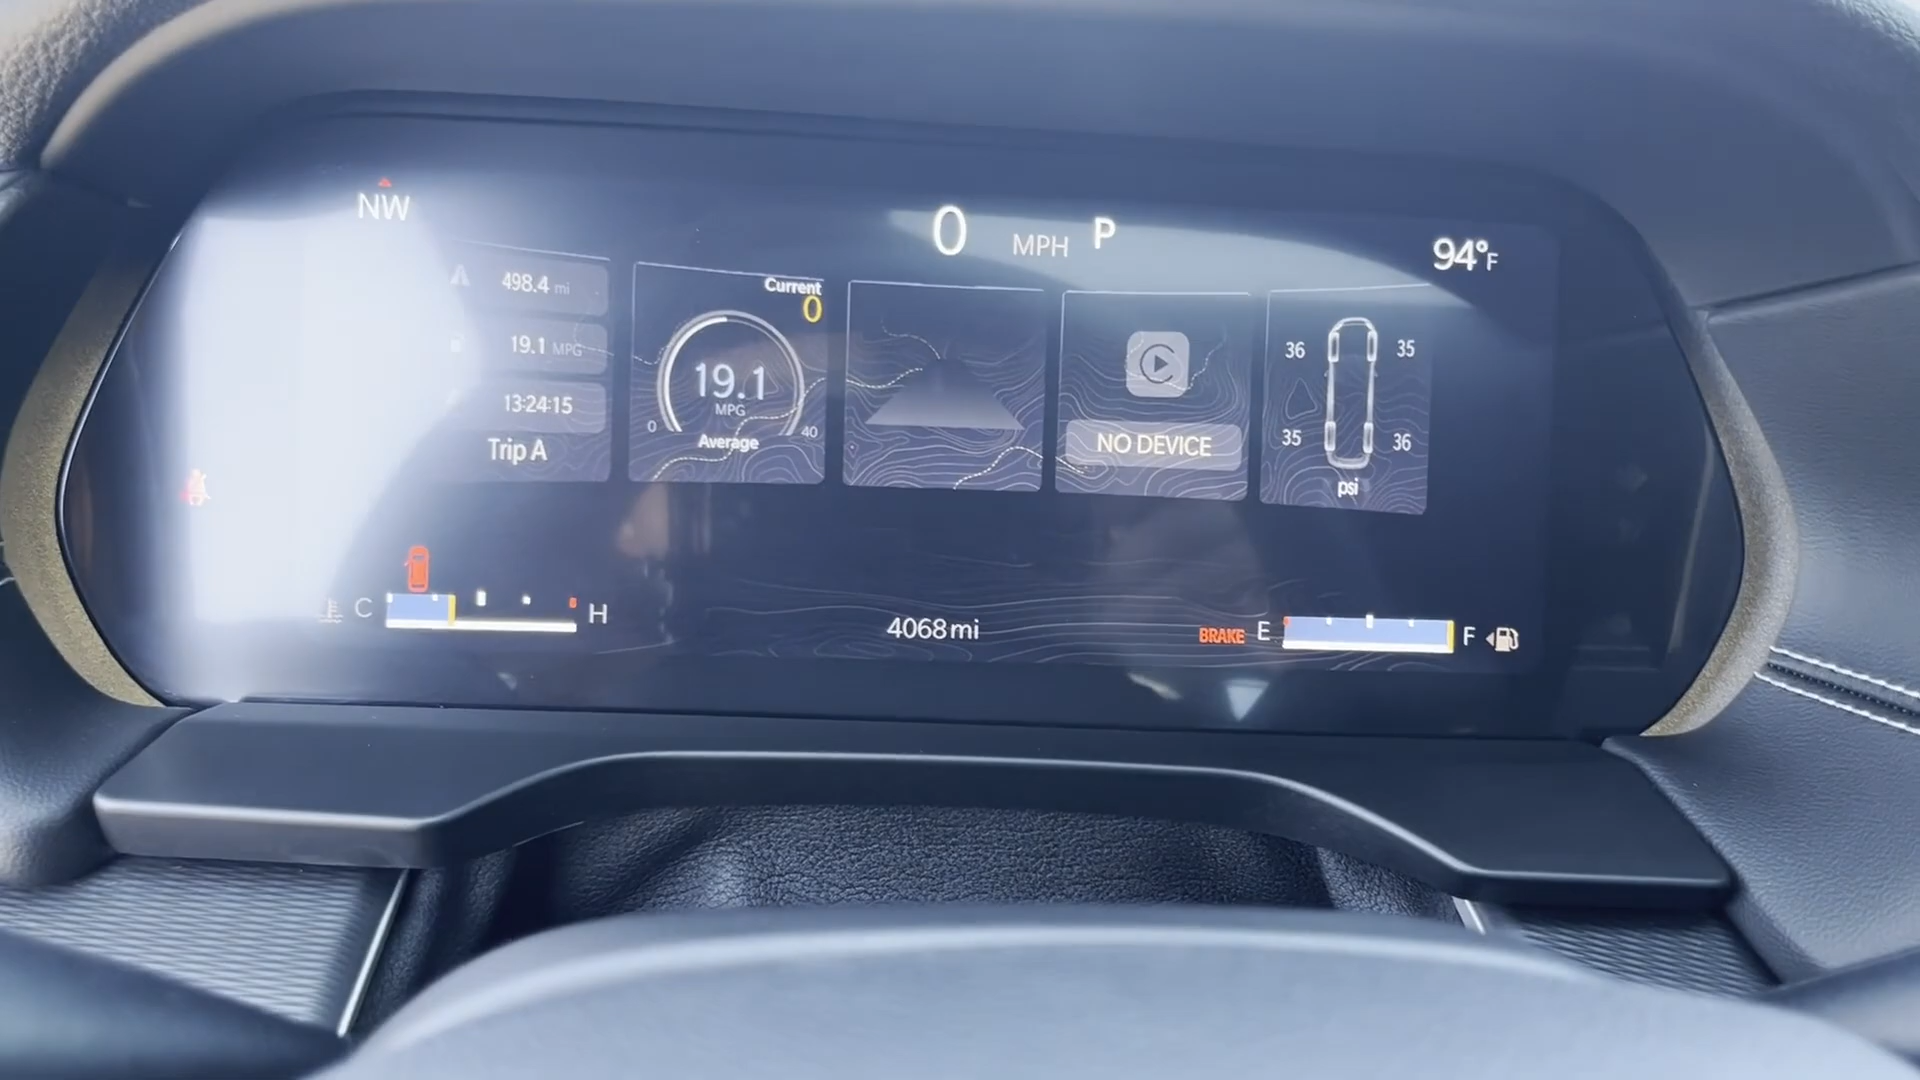 NW
0 MPH P
94°F
498.4 mi
19.1 MPG
13:24:15
Trip A
Current
0
19.1
MPG
0 40
Average
NO DEVICE
36 35
35 36
psi
C H
4068 mi
BRAKE E F